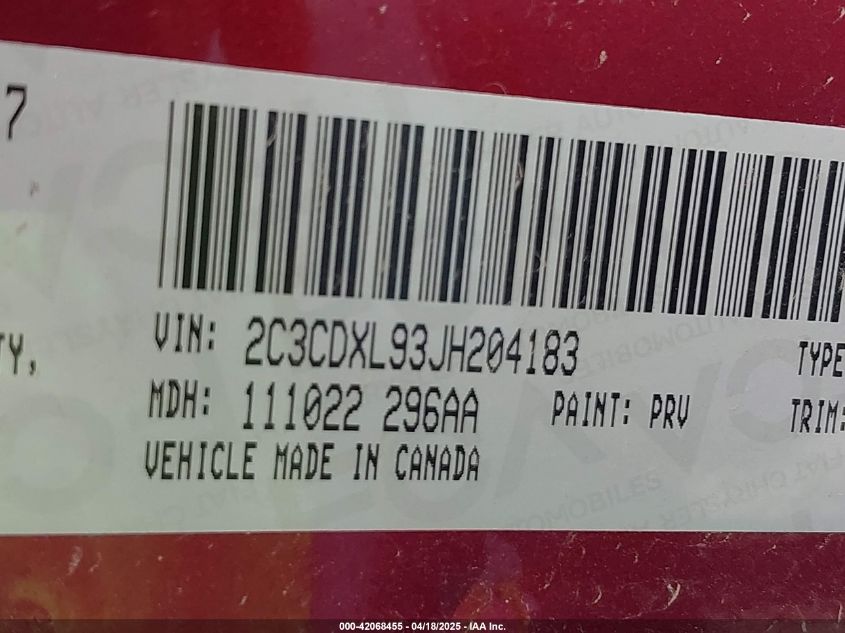 7
TY,
VIN: 2C3CDXL93JH204183
TYPE
MDH: 111022 296AA
PAINT: PRV
TRIM:
VEHICLE MADE IN CANADA
AUTOMOBILES
000-42068455 - 04/18/2025 - IAA Inc.